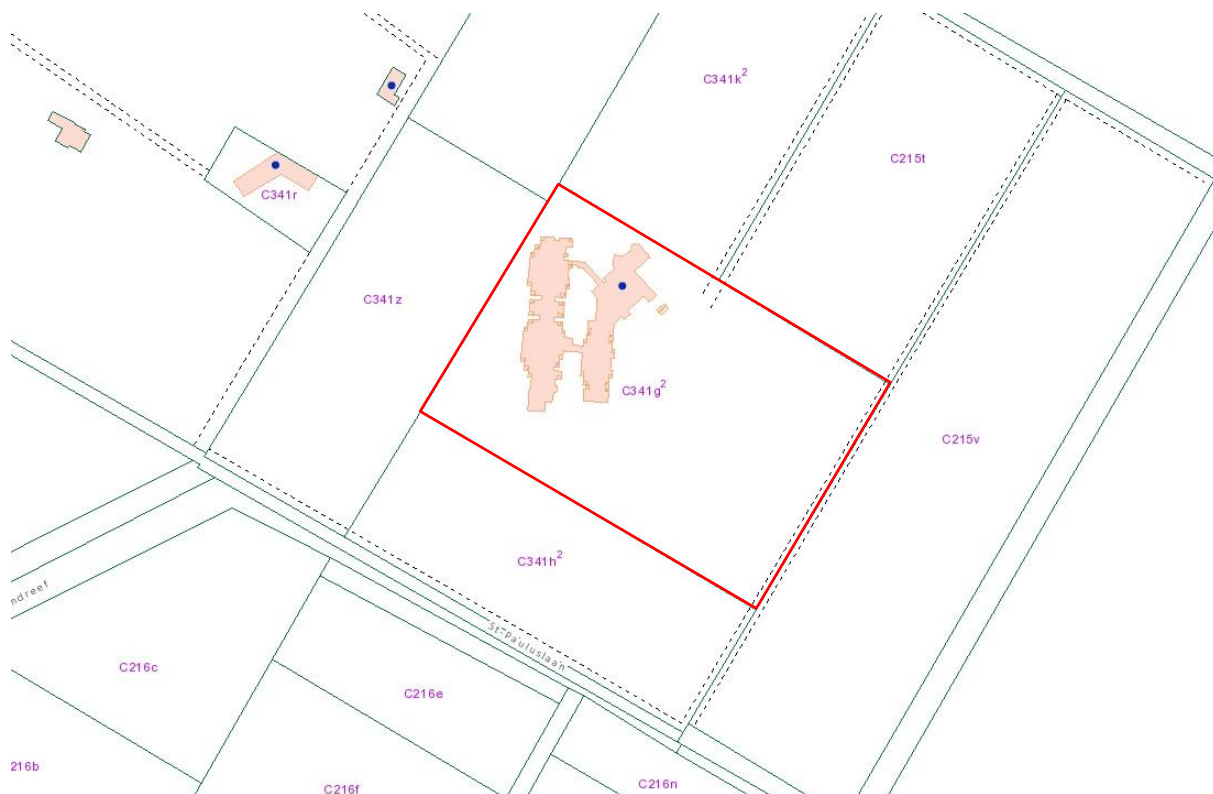 C341k²
C215t
C341r
C341z
C341g²
C215v
C341h²
ndreef
St-Pauluslaan
C216c
C216e
216b
C216f
C216n